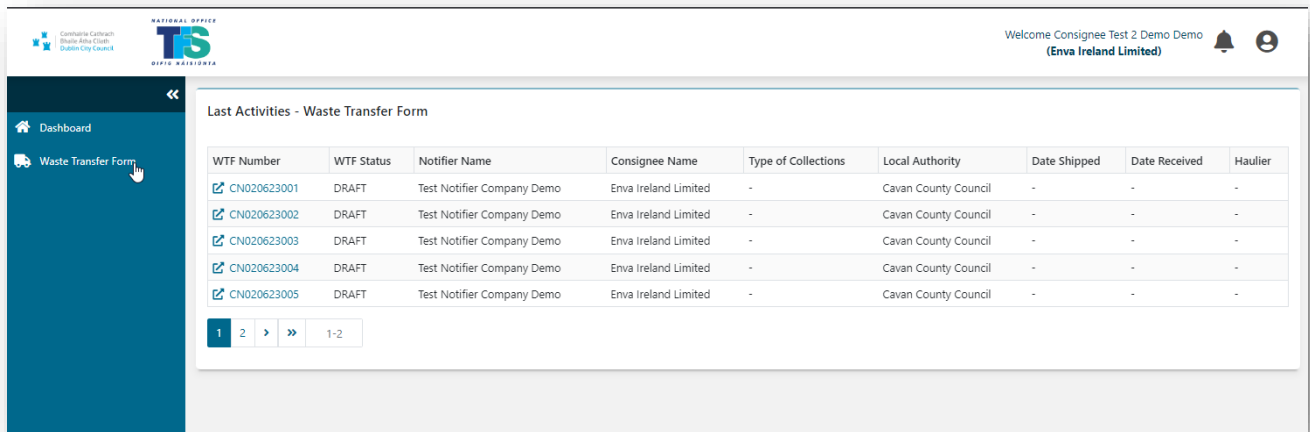 Comhairle Cathrach
Bhaile Átha Cliath
Dublin City Council
NATIONAL OFFICE
TFS
OIFIG NÁISIÚNTA
Welcome Consignee Test 2 Demo Demo
(Enva Ireland Limited)
Dashboard
Waste Transfer Form
Last Activities - Waste Transfer Form
WTF Number WTF Status Notifier Name Consignee Name Type of Collections Local Authority Date Shipped Date Received Haulier
CN020623001 DRAFT Test Notifier Company Demo Enva Ireland Limited - Cavan County Council - - -
CN020623002 DRAFT Test Notifier Company Demo Enva Ireland Limited - Cavan County Council - - -
CN020623003 DRAFT Test Notifier Company Demo Enva Ireland Limited - Cavan County Council - - -
CN020623004 DRAFT Test Notifier Company Demo Enva Ireland Limited - Cavan County Council - - -
CN020623005 DRAFT Test Notifier Company Demo Enva Ireland Limited - Cavan County Council - - -
1 2 › » 1-2